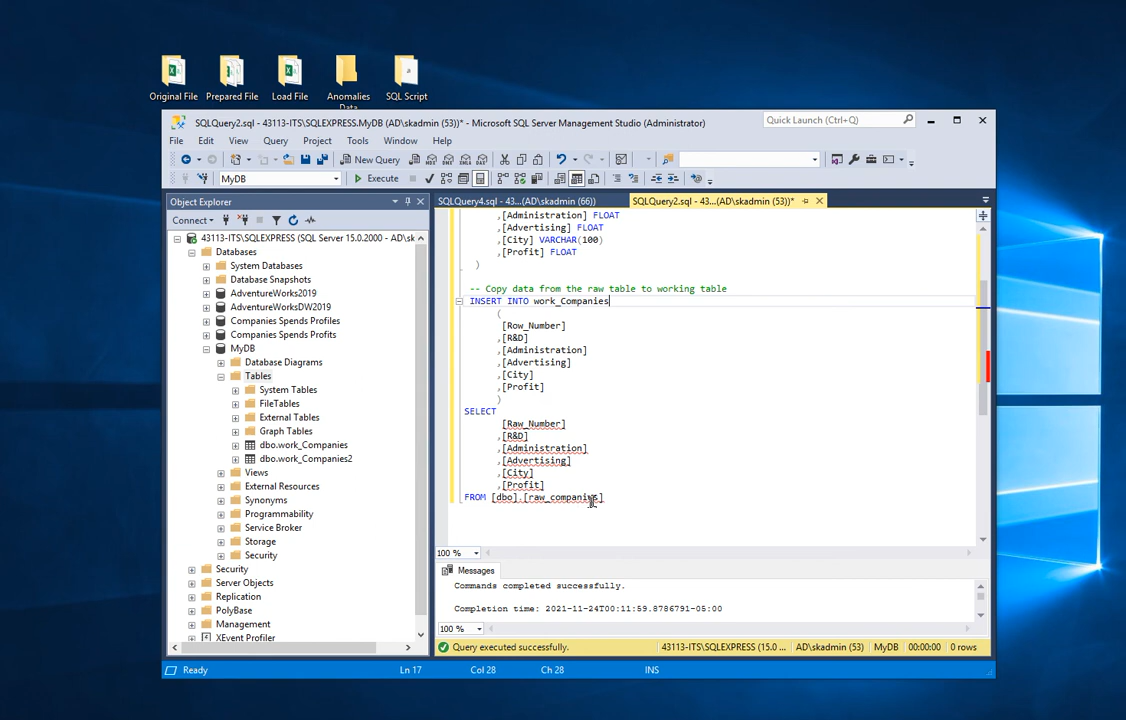 Original File
Prepared File
Load File
Anomalies
Data
SQL Script
SQLQuery2.sql - 43113-ITS\SQLEXPRESS.MyDB (AD\skadmin (53))* - Microsoft SQL Server Management Studio (Administrator)
Quick Launch (Ctrl+Q)
File Edit View Query Project Tools Window Help
New Query
MyDB
Execute
Object Explorer
SQLQuery4.sql - 43...(AD\skadmin (66))
SQLQuery2.sql - 43...(AD\skadmin (53))*
Connect
43113-ITS\SQLEXPRESS (SQL Server 15.0.2000 - AD\sk
Databases
System Databases
Database Snapshots
AdventureWorks2019
AdventureWorksDW2019
Companies Spends Profiles
Companies Spends Profits
MyDB
Database Diagrams
Tables
System Tables
FileTables
External Tables
Graph Tables
dbo.work_Companies
dbo.work_Companies2
Views
External Resources
Synonyms
Programmability
Service Broker
Storage
Security
Security
Server Objects
Replication
PolyBase
Management
XEvent Profiler
,[Administration] FLOAT
,[Advertising] FLOAT
,[City] VARCHAR(100)
,[Profit] FLOAT
)
-- Copy data from the raw table to working table
INSERT INTO work_Companies
(
[Row_Number]
,[R&D]
,[Administration]
,[Advertising]
,[City]
,[Profit]
)
SELECT
[Raw_Number]
,[R&D]
,[Administration]
,[Advertising]
,[City]
,[Profit]
FROM [dbo].[raw_companies]
100 %
Messages
Commands completed successfully.
Completion time: 2021-11-24T00:11:59.8786791-05:00
100 %
Query executed successfully.
43113-ITS\SQLEXPRESS (15.0 ... AD\skadmin (53) MyDB 00:00:00 0 rows
Ready Ln 17 Col 28 Ch 28 INS